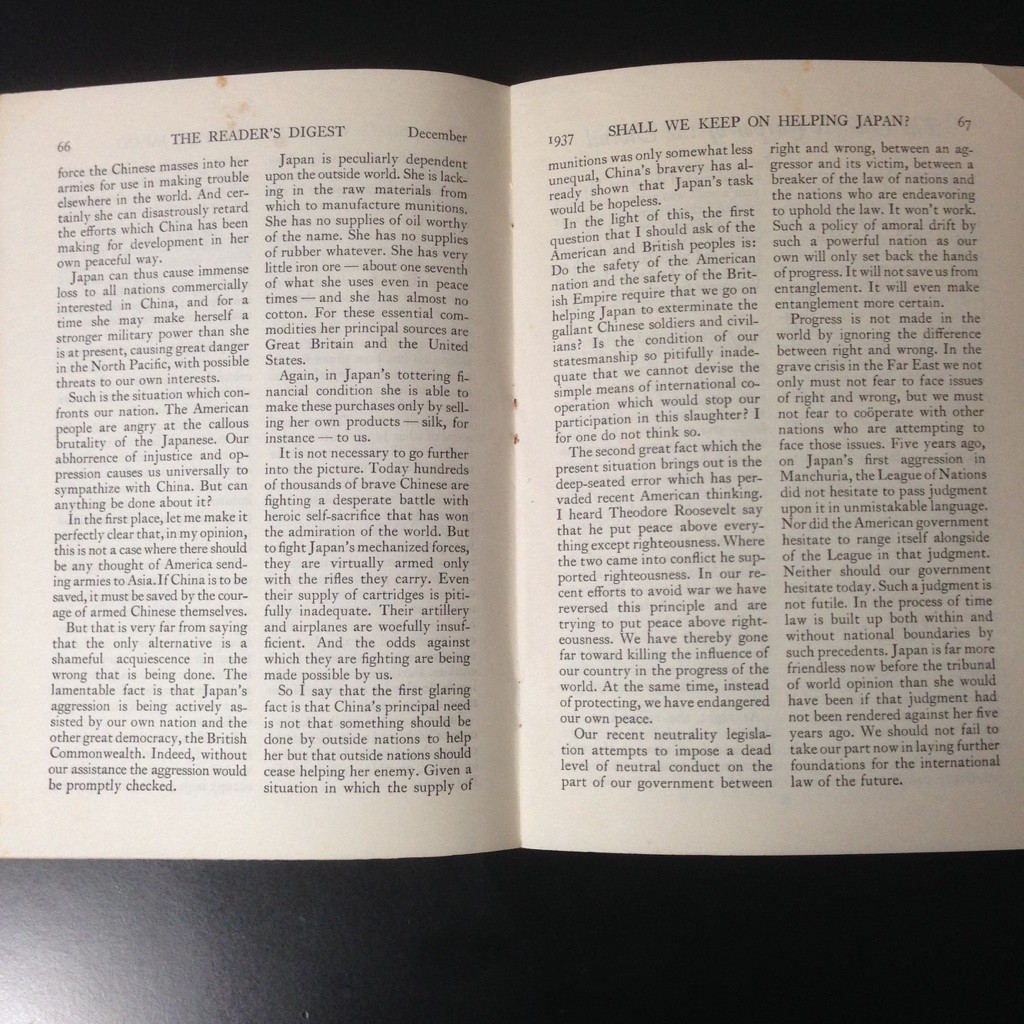 66
THE READER'S DIGEST
December
force the Chinese masses into her
armies for use in making trouble
elsewhere in the world. And cer-
tainly she can disastrously retard
the efforts which China has been
making for development in her
own peaceful way.
Japan can thus cause immense
loss to all nations commercially
interested in China, and for a
time she may make herself a
stronger military power than she
is at present, causing great danger
in the North Pacific, with possible
threats to our own interests.
Such is the situation which con-
fronts our nation. The American
people are angry at the callous
brutality of the Japanese. Our
abhorrence of injustice and op-
pression causes us universally to
sympathize with China. But can
anything be done about it?
In the first place, let me make it
perfectly clear that, in my opinion,
this is not a case where there should
be any thought of America send-
ing armies to Asia. If China is to be
saved, it must be saved by the cour-
age of armed Chinese themselves.
But that is very far from saying
that the only alternative is a
shameful acquiescence in the
wrong that is being done. The
lamentable fact is that Japan's
aggression is being actively as-
sisted by our own nation and the
other great democracy, the British
Commonwealth. Indeed, without
our assistance the aggression would
be promptly checked.
Japan is peculiarly dependent
upon the outside world. She is lack-
ing in the raw materials from
which to manufacture munitions.
She has no supplies of oil worthy
of the name. She has no supplies
of rubber whatever. She has very
little iron ore — about one seventh
of what she uses even in peace
times — and she has almost no
cotton. For these essential com-
modities her principal sources are
Great Britain and the United
States.
Again, in Japan's tottering fi-
nancial condition she is able to
make these purchases only by sell-
ing her own products — silk, for
instance — to us.
It is not necessary to go further
into the picture. Today hundreds
of thousands of brave Chinese are
fighting a desperate battle with
heroic self-sacrifice that has won
the admiration of the world. But
to fight Japan's mechanized forces,
they are virtually armed only
with the rifles they carry. Even
their supply of cartridges is piti-
fully inadequate. Their artillery
and airplanes are woefully insuf-
ficient. And the odds against
which they are fighting are being
made possible by us.
So I say that the first glaring
fact is that China's principal need
is not that something should be
done by outside nations to help
her but that outside nations should
cease helping her enemy. Given a
situation in which the supply of
1937
SHALL WE KEEP ON HELPING JAPAN?
67
munitions was only somewhat less
unequal, China's bravery has al-
ready shown that Japan's task
would be hopeless.
In the light of this, the first
question that I should ask of the
American and British peoples is:
Do the safety of the American
nation and the safety of the Brit-
ish Empire require that we go on
helping Japan to exterminate the
gallant Chinese soldiers and civil-
ians? Is the condition of our
statesmanship so pitifully inade-
quate that we cannot devise the
simple means of international co-
operation which would stop our
participation in this slaughter? I
for one do not think so.
The second great fact which the
present situation brings out is the
deep-seated error which has per-
vaded recent American thinking.
I heard Theodore Roosevelt say
that he put peace above every-
thing except righteousness. Where
the two came into conflict he sup-
ported righteousness. In our re-
cent efforts to avoid war we have
reversed this principle and are
trying to put peace above right-
eousness. We have thereby gone
far toward killing the influence of
our country in the progress of the
world. At the same time, instead
of protecting, we have endangered
our own peace.
Our recent neutrality legisla-
tion attempts to impose a dead
level of neutral conduct on the
part of our government between
right and wrong, between an ag-
gressor and its victim, between a
breaker of the law of nations and
the nations who are endeavoring
to uphold the law. It won't work.
Such a policy of amoral drift by
such a powerful nation as our
own will only set back the hands
of progress. It will not save us from
entanglement. It will even make
entanglement more certain.
Progress is not made in the
world by ignoring the difference
between right and wrong. In the
grave crisis in the Far East we not
only must not fear to face issues
of right and wrong, but we must
not fear to coöperate with other
nations who are attempting to
face those issues. Five years ago,
on Japan's first aggression in
Manchuria, the League of Nations
did not hesitate to pass judgment
upon it in unmistakable language.
Nor did the American government
hesitate to range itself alongside
of the League in that judgment.
Neither should our government
hesitate today. Such a judgment is
not futile. In the process of time
law is built up both within and
without national boundaries by
such precedents. Japan is far more
friendless now before the tribunal
of world opinion than she would
have been if that judgment had
not been rendered against her five
years ago. We should not fail to
take our part now in laying further
foundations for the international
law of the future.